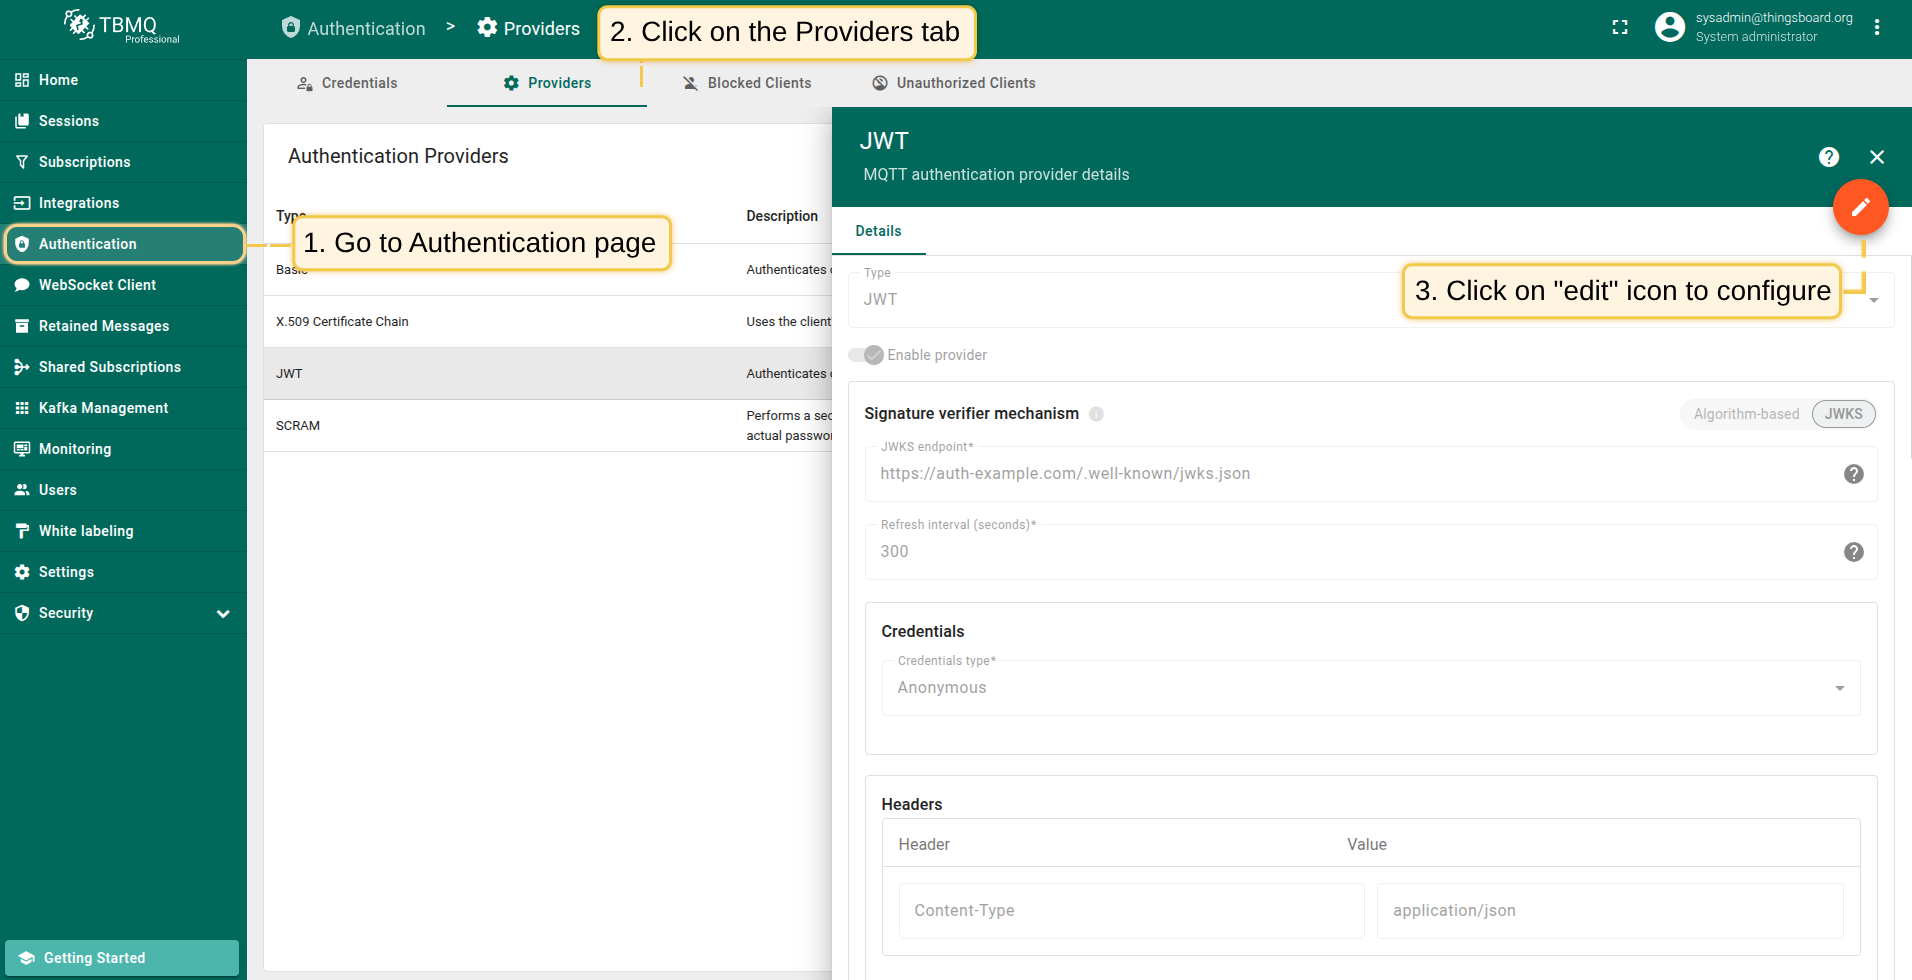 TBMQ
Professional
Authentication > Providers
2. Click on the Providers tab
sysadmin@thingsboard.org
System administrator
Home
Sessions
Subscriptions
Integrations
Authentication
WebSocket Client
Retained Messages
Shared Subscriptions
Kafka Management
Monitoring
Users
White labeling
Settings
Security
Getting Started
Credentials
Providers
Blocked Clients
Unauthorized Clients
Authentication Providers
Type Description
1. Go to Authentication page
Basic Authenticates
X.509 Certificate Chain Uses the client'
JWT Authenticates
SCRAM Performs a sec
actual passwor
JWT
MQTT authentication provider details
Details
3. Click on "edit" icon to configure
Type
JWT
Enable provider
Signature verifier mechanism
Algorithm-based JWKS
JWKS endpoint*
https://auth-example.com/.well-known/jwks.json
Refresh interval (seconds)*
300
Credentials
Credentials type*
Anonymous
Headers
Header Value
Content-Type application/json